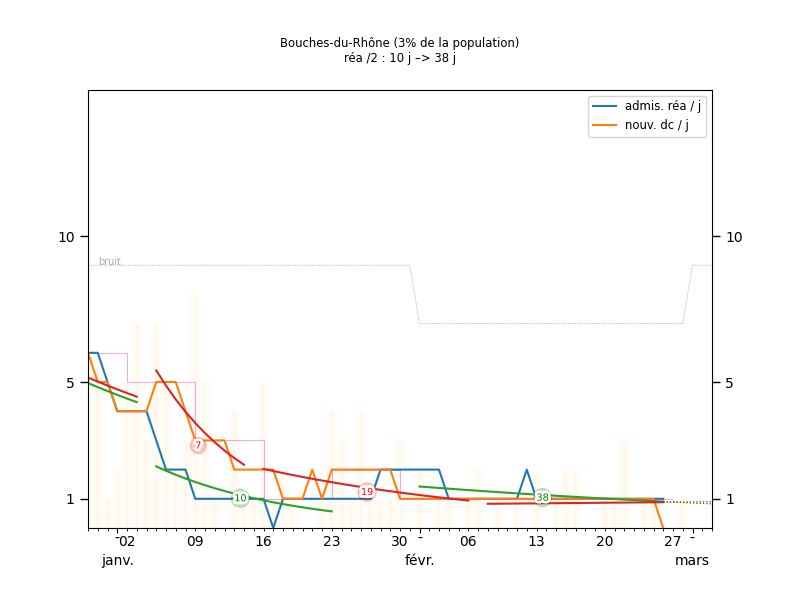 Bouches-du-Rhône (3% de la population)
réa /2 : 10 j –> 38 j
admis. réa / j
nouv. dc / j
10
10
bruit
5
5
7
19
10
38
1
1
02 09 16 23 30 06 13 20 27
janv. févr. mars